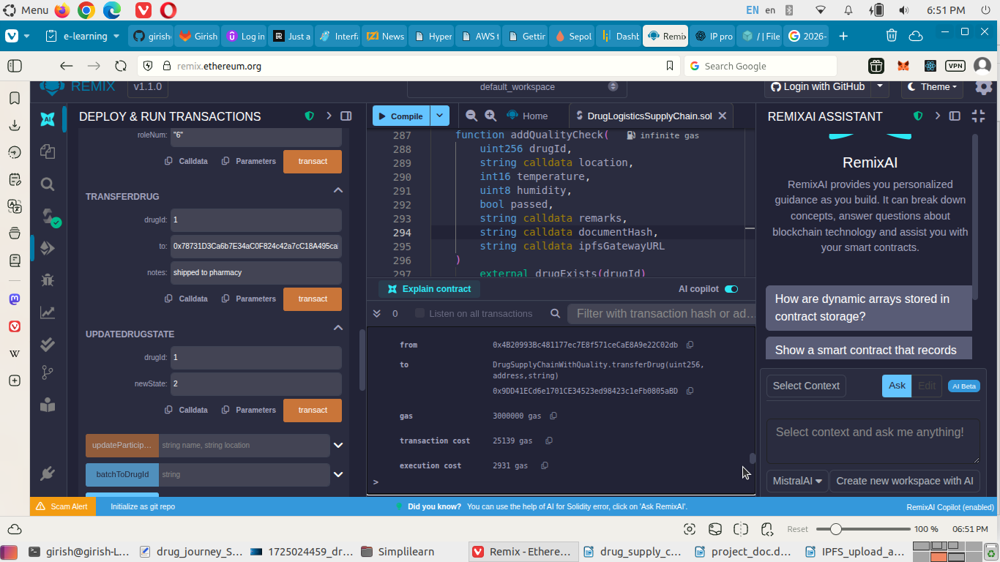 Menu
EN en
6:51 PM
e-learning
girish
Girish
Log in
Just a
Interfa
News
Hyper
AWS t
Gettin
Sepol
Dashb
Remix
IP pro
/ | File
2026-
remix.ethereum.org
Search Google
VPN
REMIX
v1.1.0
default_workspace
Login with GitHub
Theme
AI
DEPLOY & RUN TRANSACTIONS
roleNum: "6"
Calldata Parameters transact
TRANSFERDRUG
drugId: 1
to: 0x78731D3Ca6b7E34aC0F824c42a7cC18A495ca
notes: shipped to pharmacy
Calldata Parameters transact
UPDATEDRUGSTATE
drugId: 1
newState: 2
Calldata Parameters transact
updateParticip... string name, string location
batchToDrugId string
Compile
Home
DrugLogisticsSupplyChain.sol
287 function addQualityCheck( infinite gas
288 uint256 drugId,
289 string calldata location,
290 int16 temperature,
291 uint8 humidity,
292 bool passed,
293 string calldata remarks,
294 string calldata documentHash,
295 string calldata ipfsGatewayURL
296 )
297 external drugExists(drugId)
Explain contract
AI copilot
0 Listen on all transactions
Filter with transaction hash or ad...
from 0x4B20993Bc481177ec7E8f571ceCaE8A9e22C02db
to DrugSupplyChainWithQuality.transferDrug(uint256,
address,string)
0x9DD41ECd6e1701CE34523ed98423c1eFb0805aBD
gas 3000000 gas
transaction cost 25139 gas
execution cost 2931 gas
>
REMIXAI ASSISTANT
RemixAI
RemixAI provides you personalized
guidance as you build. It can break down
concepts, answer questions about
blockchain technology and assist you with
your smart contracts.
How are dynamic arrays stored in
contract storage?
Show a smart contract that records
Select Context
Ask Edit AI Beta
Select context and ask me anything!
MistralAI
Create new workspace with AI
Scam Alert
Initialize as git repo
Did you know? You can use the help of AI for Solidity error, click on 'Ask RemixAI'.
RemixAI Copilot (enabled)
Reset
100 %
06:51 PM
girish@girish-L...
drug_journey_S...
1725024459_dr...
Simplilearn
Remix - Ethere...
drug_supply_c...
project_doc.d...
IPFS_upload_a...